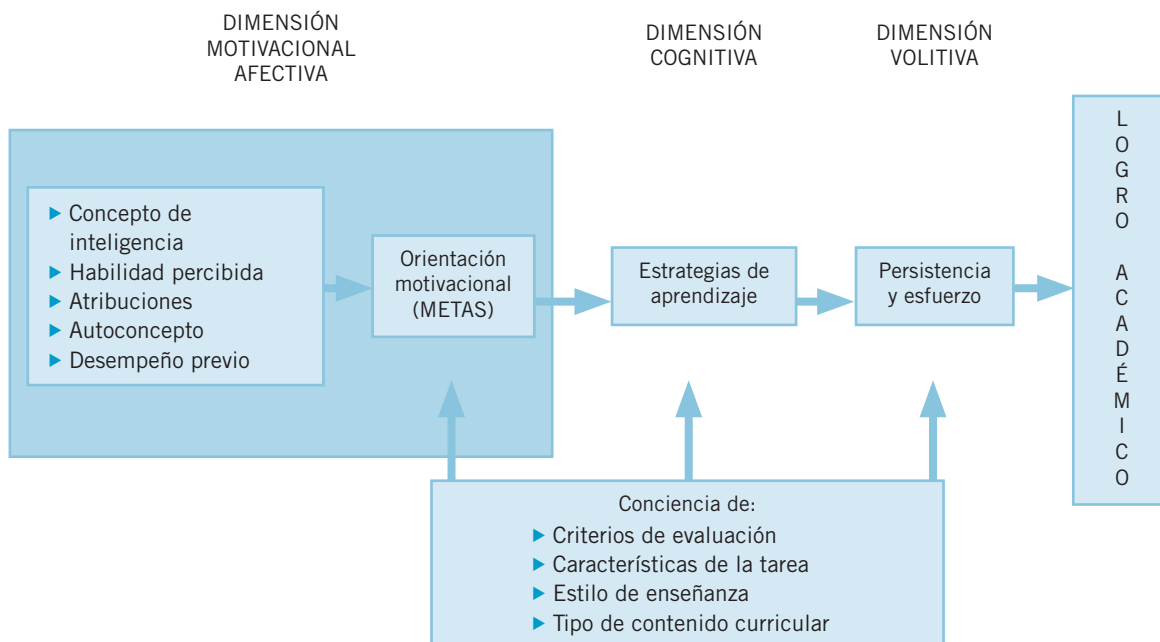 DIMENSIÓN
MOTIVACIONAL
AFECTIVA
DIMENSIÓN
COGNITIVA
DIMENSIÓN
VOLITIVA
Concepto de
inteligencia
Habilidad percibida
Atribuciones
Autoconcepto
Desempeño previo
Orientación
motivacional
(METAS)
Estrategias de
aprendizaje
Persistencia
y esfuerzo
L
O
G
R
O
A
C
A
D
É
M
I
C
O
Conciencia de:
Criterios de evaluación
Características de la tarea
Estilo de enseñanza
Tipo de contenido curricular